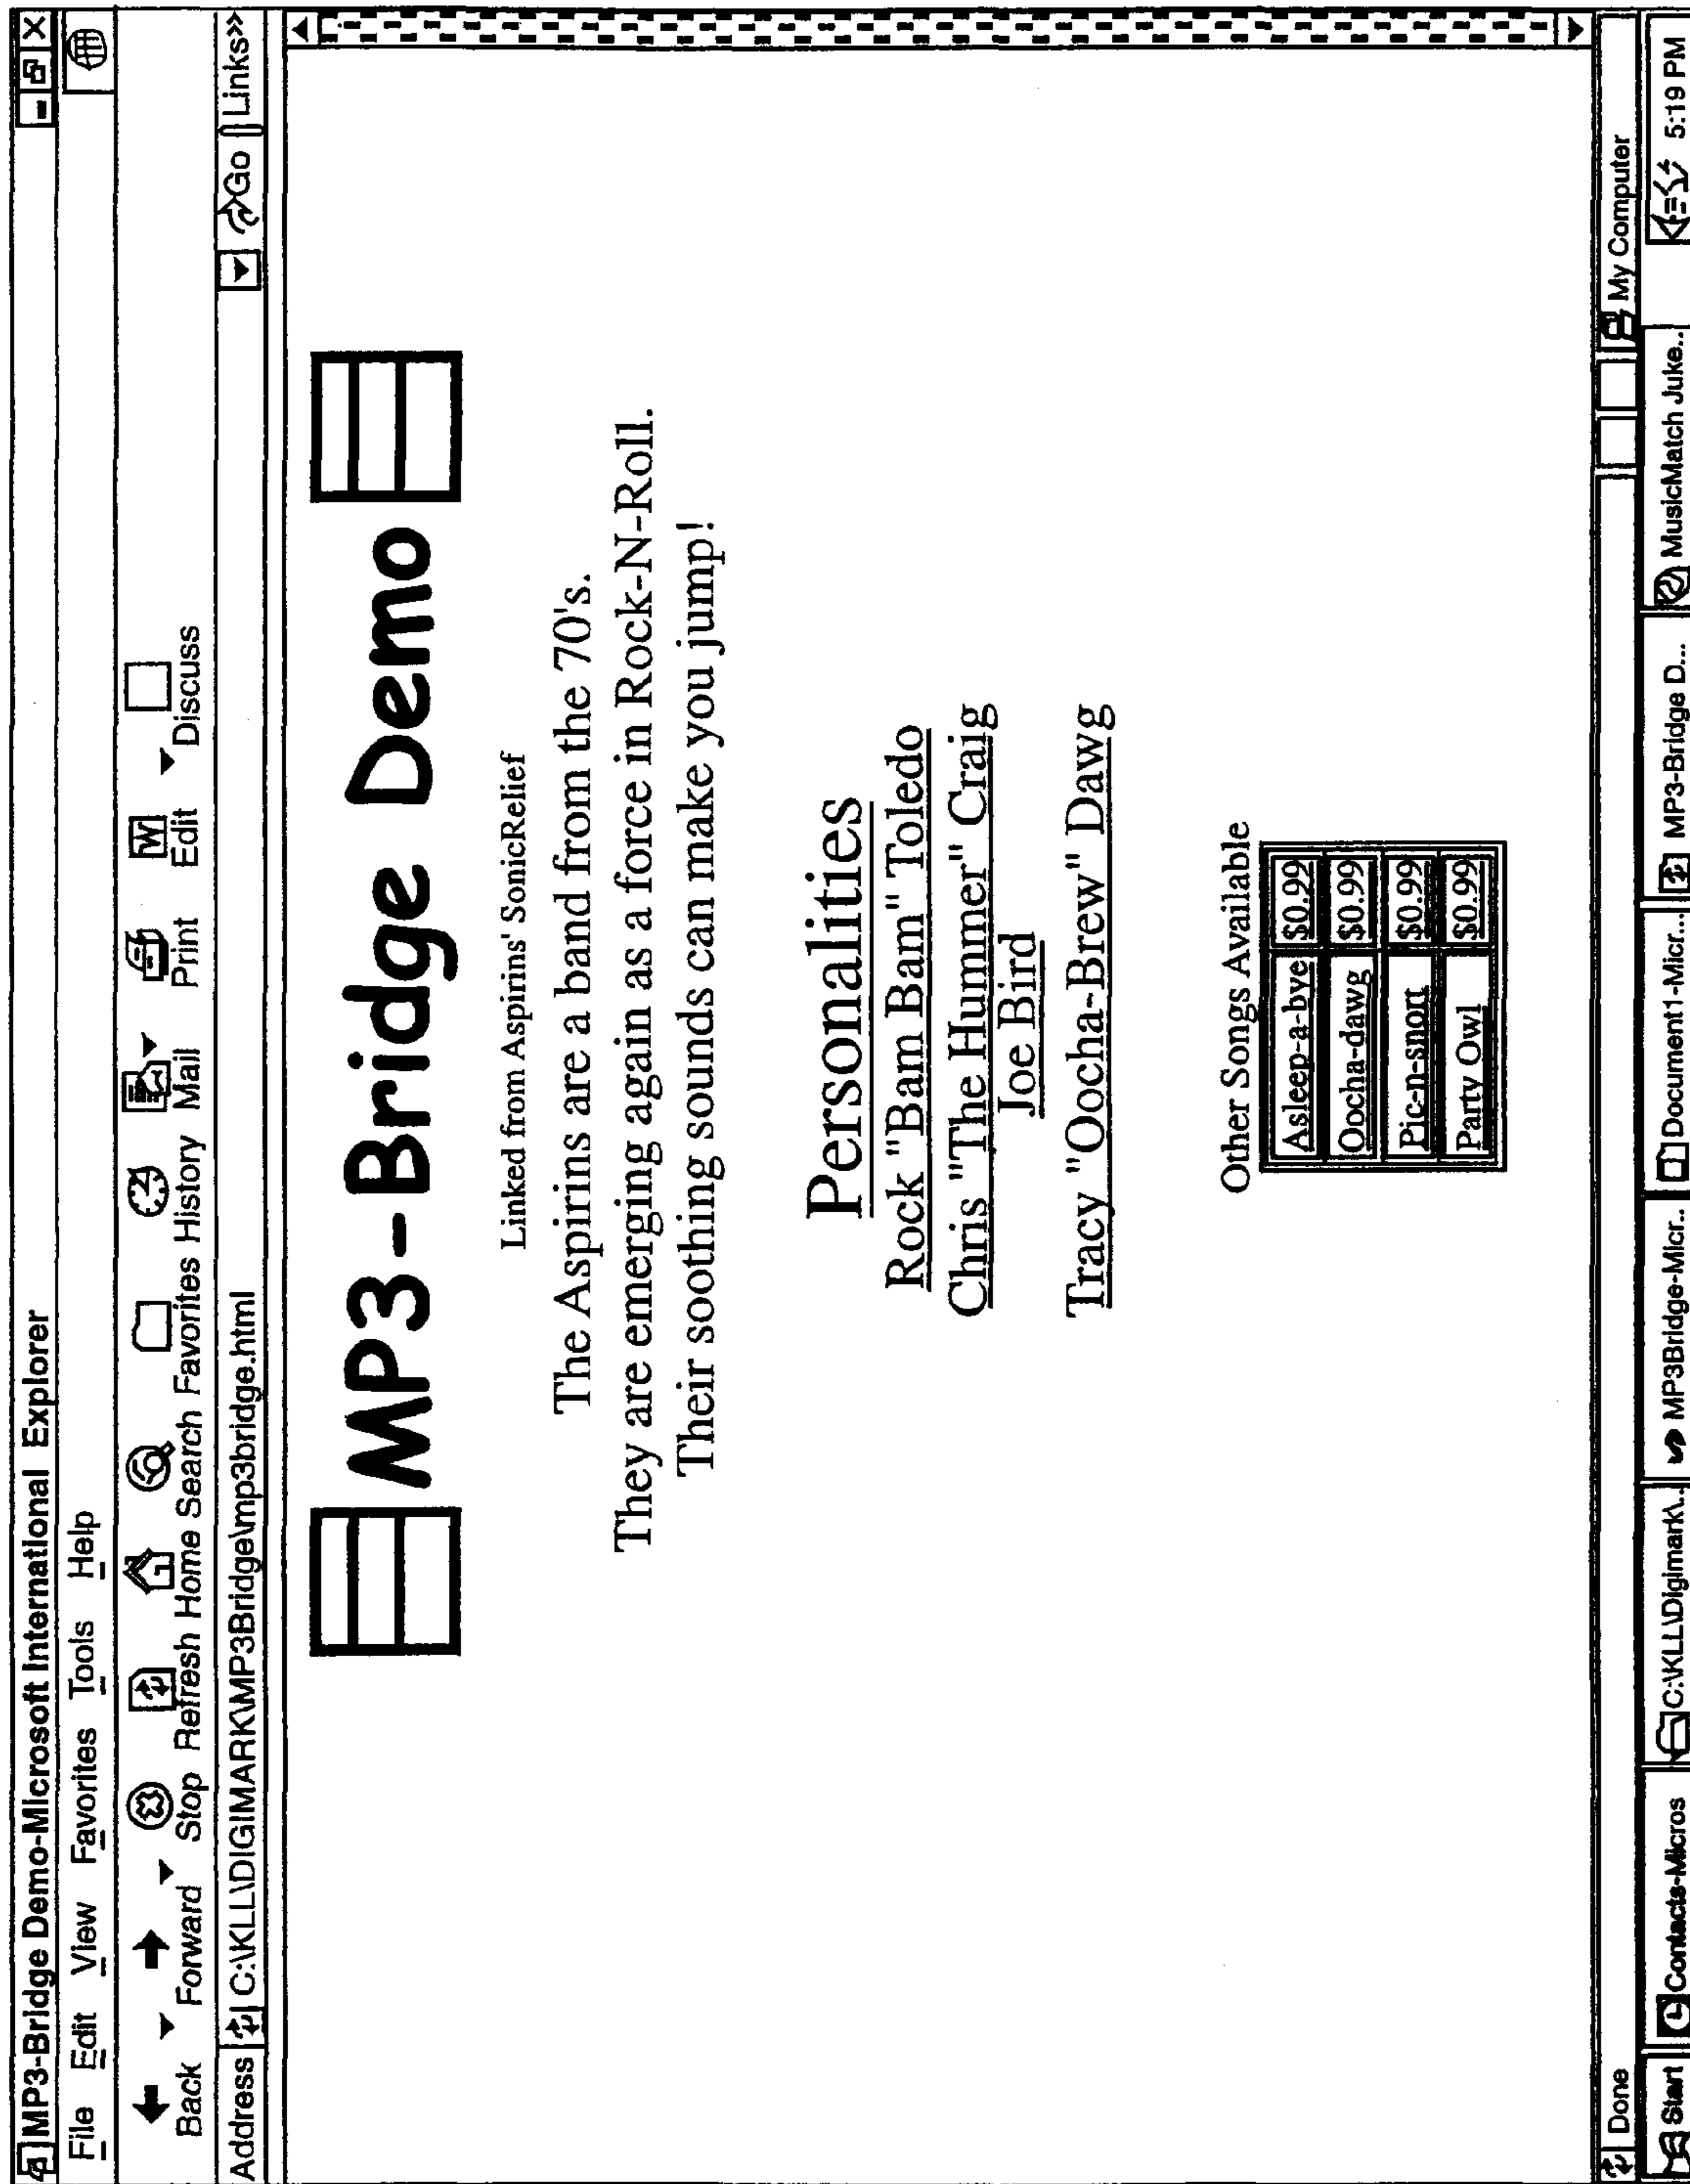 MP3-Bridge Demo-Microsoft International Explorer
File Edit View Favorites Tools Help
Back Forward Stop Refresh Home Search Favorites History Mail Print Edit Discuss
Address C:\KLL\DIGIMARK\MP3Bridge\mp3bridge.html Go Links»
MP3-Bridge Demo
Linked from Aspirins' SonicRelief
The Aspirins are a band from the 70's.
They are emerging again as a force in Rock-N-Roll.
Their soothing sounds can make you jump!
Personalities
Rock "Bam Bam" Toledo
Chris "The Hummer" Craig
Joe Bird
Tracy "Oocha-Brew" Dawg
Other Songs Available
Asleep-a-bye $0.99
Oocha-dawg $0.99
Pic-n-snort $0.99
Party Owl $0.99
Done My Computer
Start Contacts-Micros C:\KLL\Digimark\.. MP3Bridge-Micr.. Document1-Micr... MP3-Bridge D... MusicMatch Juke.. 5:19 PM